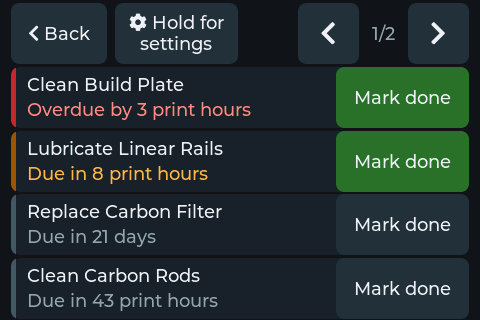 Back
Hold for
settings
1/2
Clean Build Plate
Overdue by 3 print hours
Mark done
Lubricate Linear Rails
Due in 8 print hours
Mark done
Replace Carbon Filter
Due in 21 days
Mark done
Clean Carbon Rods
Due in 43 print hours
Mark done